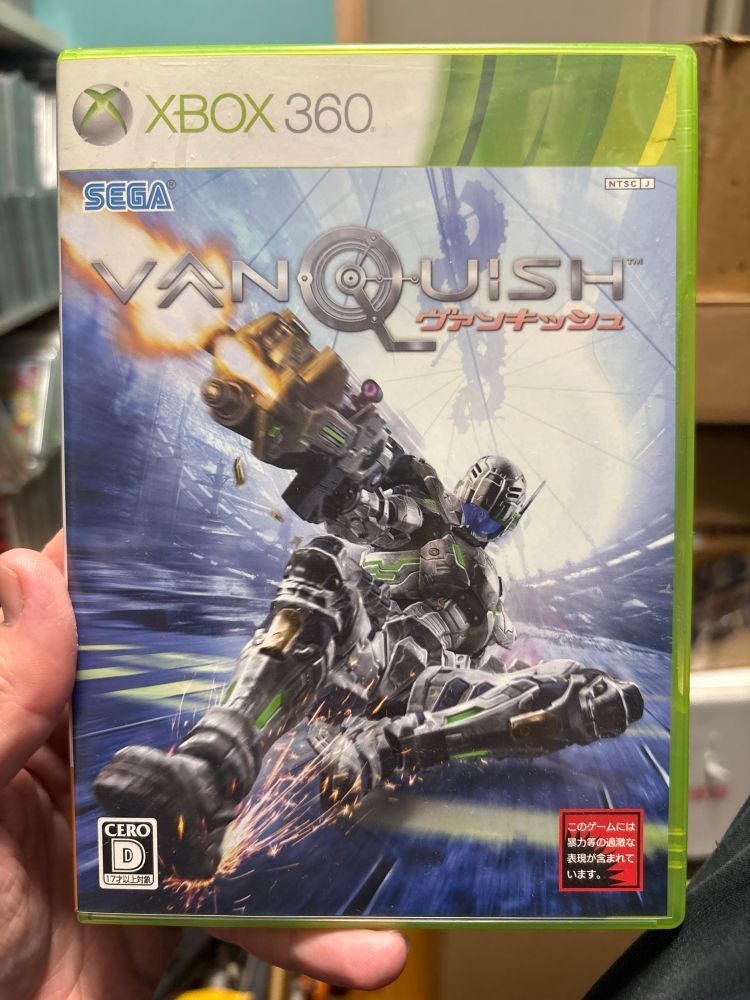 XBOX 360
SEGA®
NTSC J
VANQUISH™
ヴァンキッシュ
CERO
D
17才以上対象
このゲームには
暴力等の過激な
表現が含まれて
います。